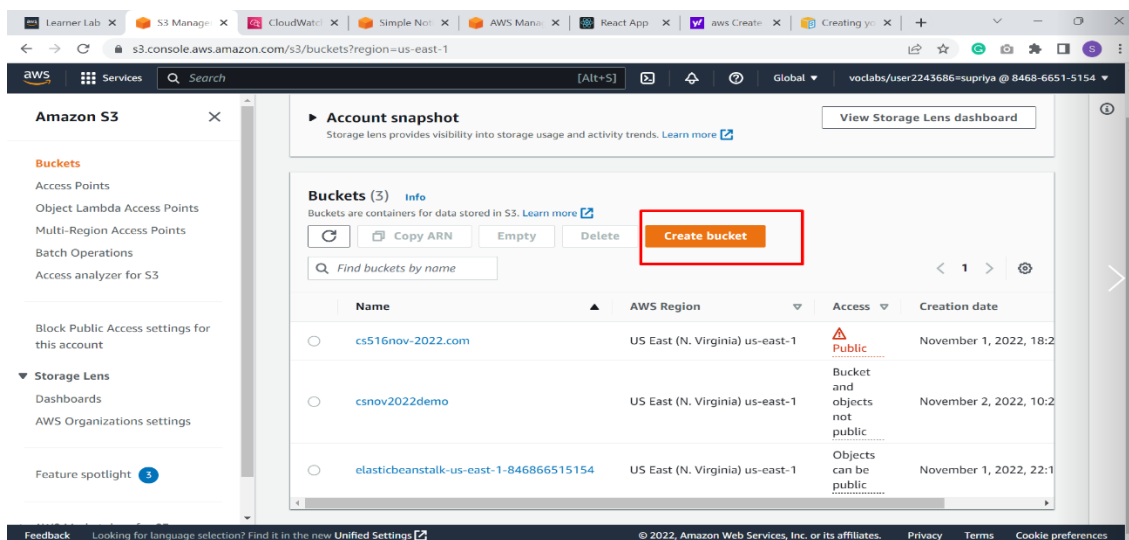 Learner Lab
S3 Manage
CloudWatc
Simple Not
AWS Mana
React App
aws Create
Creating yo
s3.console.aws.amazon.com/s3/buckets?region=us-east-1
S
aws
Services
Search
[Alt+S]
Global
voclabs/user2243686=supriya @ 8468-6651-5154
Amazon S3
Buckets
Access Points
Object Lambda Access Points
Multi-Region Access Points
Batch Operations
Access analyzer for S3
Block Public Access settings for
this account
Storage Lens
Dashboards
AWS Organizations settings
Feature spotlight 3
Account snapshot
Storage lens provides visibility into storage usage and activity trends. Learn more
View Storage Lens dashboard
Buckets (3) Info
Buckets are containers for data stored in S3. Learn more
Copy ARN
Empty
Delete
Create bucket
Find buckets by name
1
Name
AWS Region
Access
Creation date
cs516nov-2022.com
US East (N. Virginia) us-east-1
Public
November 1, 2022, 18:2
csnov2022demo
US East (N. Virginia) us-east-1
Bucket
and
objects
not
public
November 2, 2022, 10:2
elasticbeanstalk-us-east-1-846866515154
US East (N. Virginia) us-east-1
Objects
can be
public
November 1, 2022, 22:1
Feedback
Looking for language selection? Find it in the new Unified Settings
© 2022, Amazon Web Services, Inc. or its affiliates.
Privacy
Terms
Cookie preferences